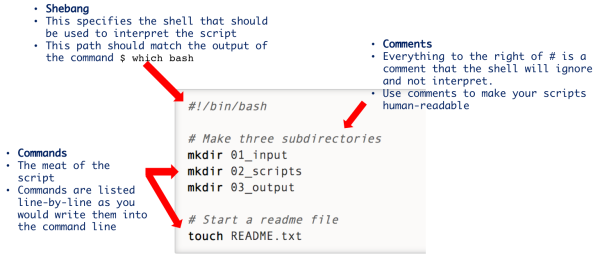 • Shebang
• This specifies the shell that should
be used to interpret the script
• This path should match the output of
the command $ which bash
• Comments
• Everything to the right of # is a
comment that the shell will ignore
and not interpret.
• Use comments to make your scripts
human-readable
#!/bin/bash
# Make three subdirectories
mkdir 01_input
mkdir 02_scripts
mkdir 03_output
# Start a readme file
touch README.txt
• Commands
• The meat of the
script
• Commands are listed
line-by-line as you
would write them into
the command line